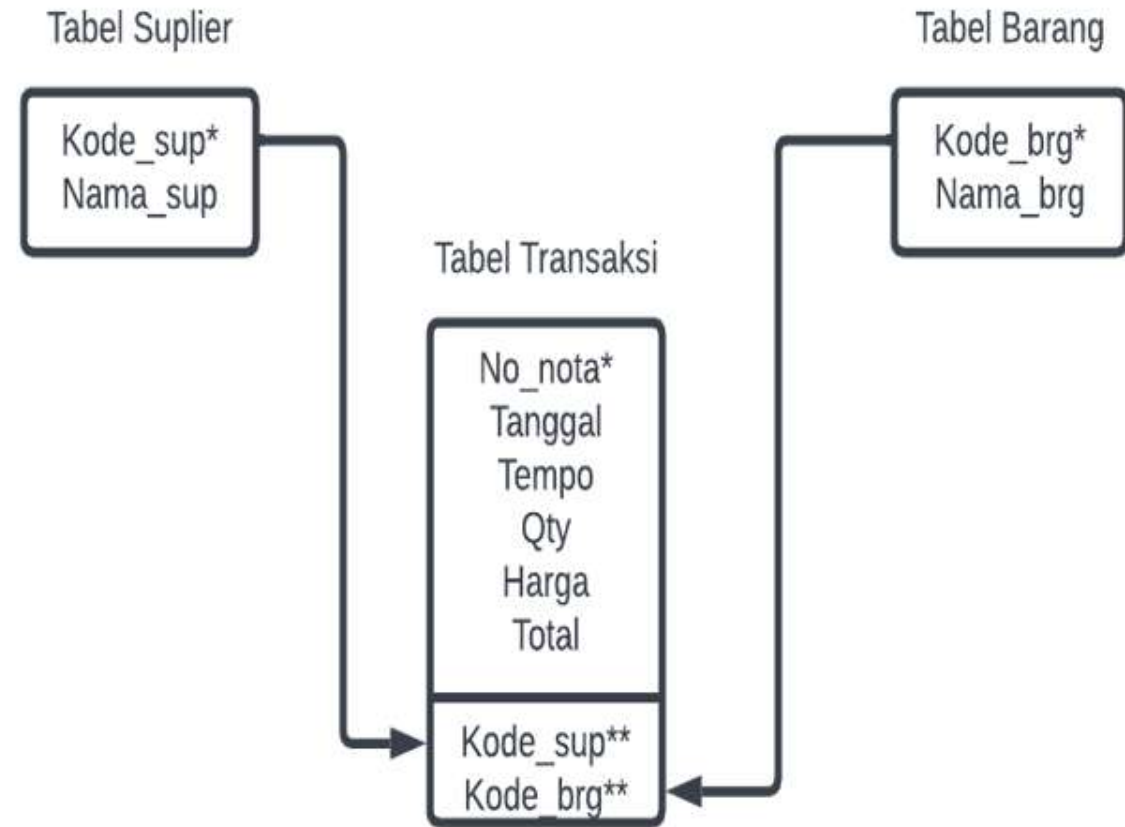 Tabel Suplier
Kode_sup*
Nama_sup
Tabel Barang
Kode_brg*
Nama_brg
Tabel Transaksi
No_nota*
Tanggal
Tempo
Qty
Harga
Total
Kode_sup**
Kode_brg**